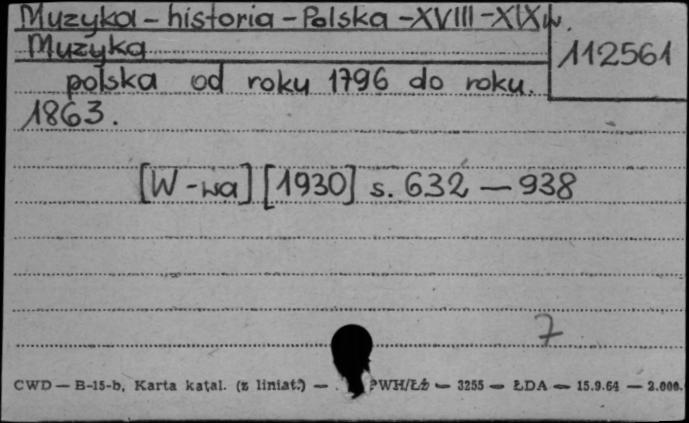 Muzyka - historia - Polska - XVIII - XIX w.
Muzyka
112561
polska od roku 1796 do roku
1863.
[W-wa] [1930] s. 632 — 938
7
CWD — B-15-b, Karta katal. (z liniat.) — PWH/Łż — 3255 — ŁDA — 15.9.64 — 2.000.